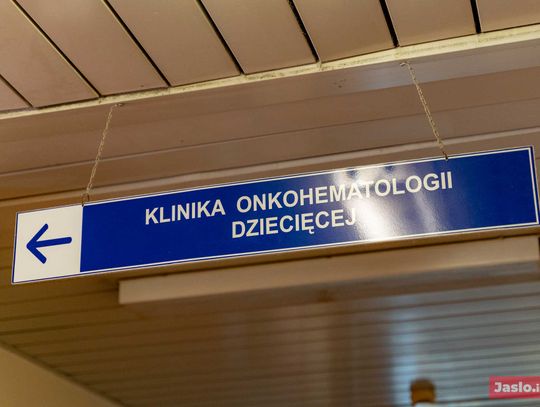 KLINIKA ONKOHEMATOLOGII
DZIECIĘCEJ
Jaslo.i